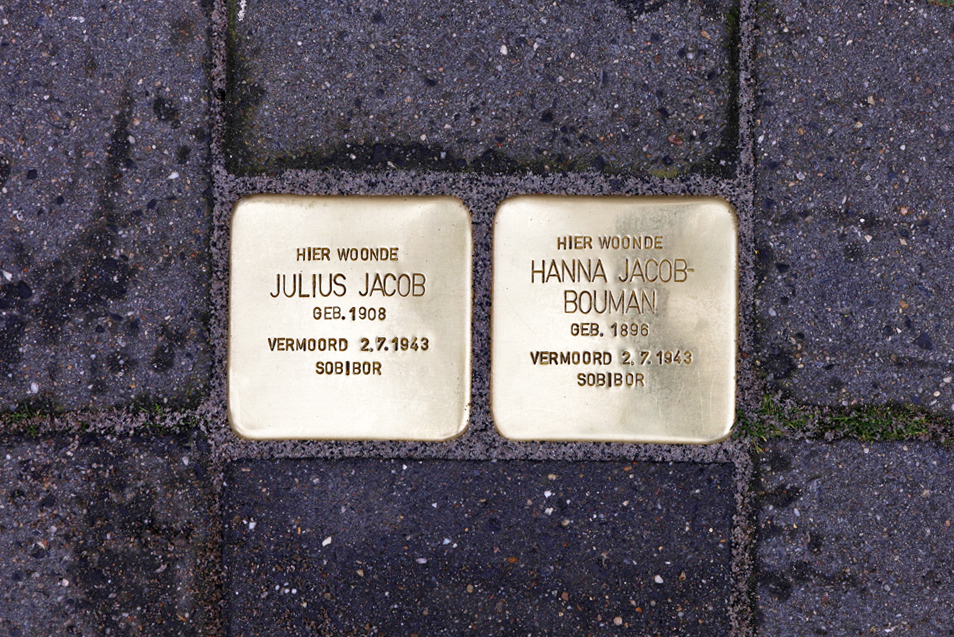 HIER WOONDE
JULIUS JACOB
GEB. 1908
VERMOORD 2.7.1943
SOBIBOR
HIER WOONDE
HANNA JACOB-
BOUMAN
GEB. 1896
VERMOORD 2.7.1943
SOBIBOR